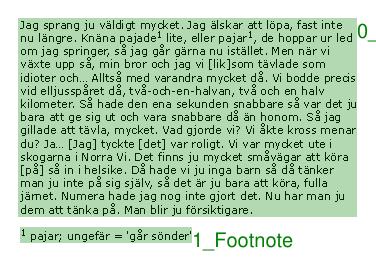 Jag sprang ju väldigt mycket. Jag älskar att löpa, fast inte
nu längre. Knäna pajade¹ lite, eller pajar¹, de hoppar ur led
om jag springer, så jag går gärna nu istället. Men när vi
växte upp så, min bror och jag vi [lik]som tävlade som
idioter och... Alltså med varandra mycket då. Vi bodde precis
vid elljusspåret då, två-och-en-halvan, två och en halv
kilometer. Så hade den ena sekunden snabbare så var det ju
bara att ge sig ut och vara snabbare då än honom. Så jag
gillade att tävla, mycket. Vad gjorde vi? Vi åkte kross menar
du? Ja... [Jag] tyckte [det] var roligt. Vi var mycket ute i
skogarna i Norra Vi. Det finns ju mycket småvägar att köra
[på] så in i helsike. Då hade vi ju inga barn så då tänker
man ju inte på sig själv, så det är ju bara att köra, fulla
järnet. Numera hade jag nog inte gjort det. Nu har man ju
dem att tänka på. Man blir ju försiktigare.
0_
¹ pajar; ungefär = 'går sönder'
1_Footnote